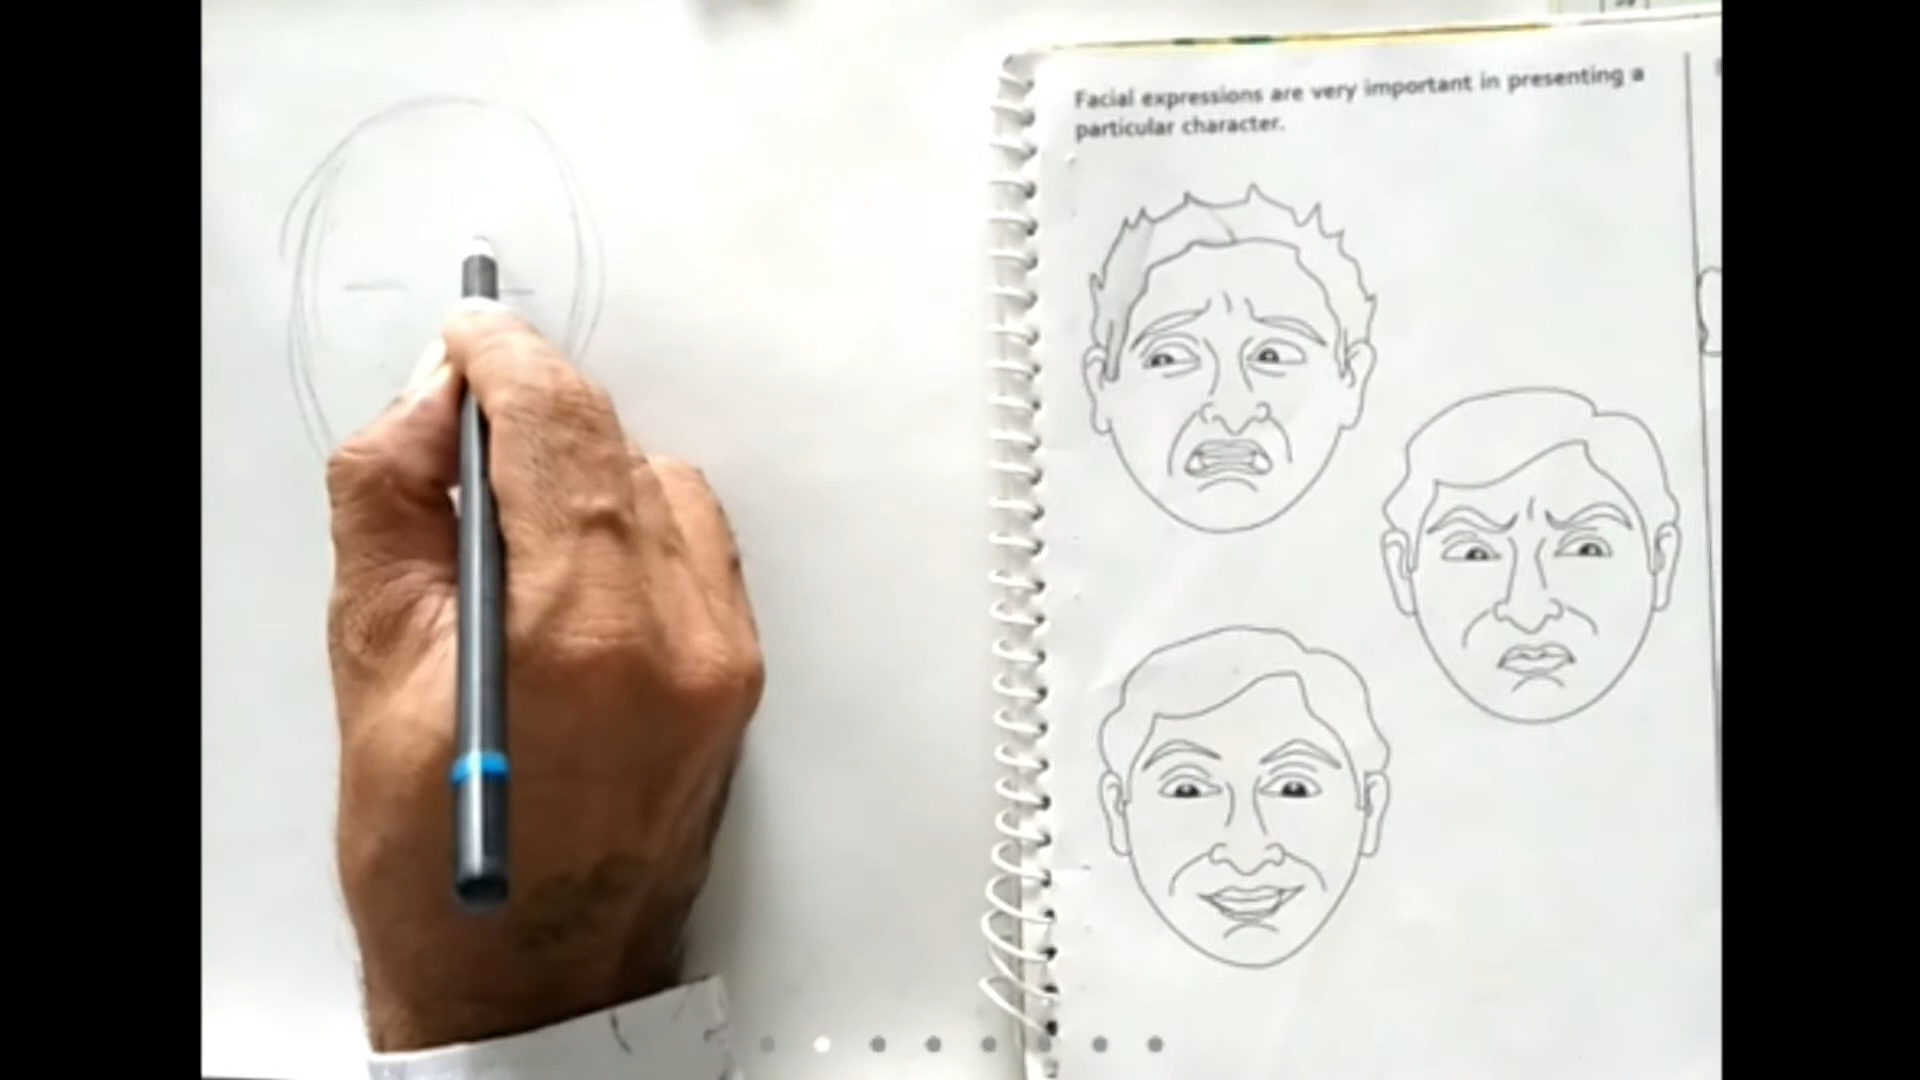 Facial expressions are very important in presenting a
particular character.